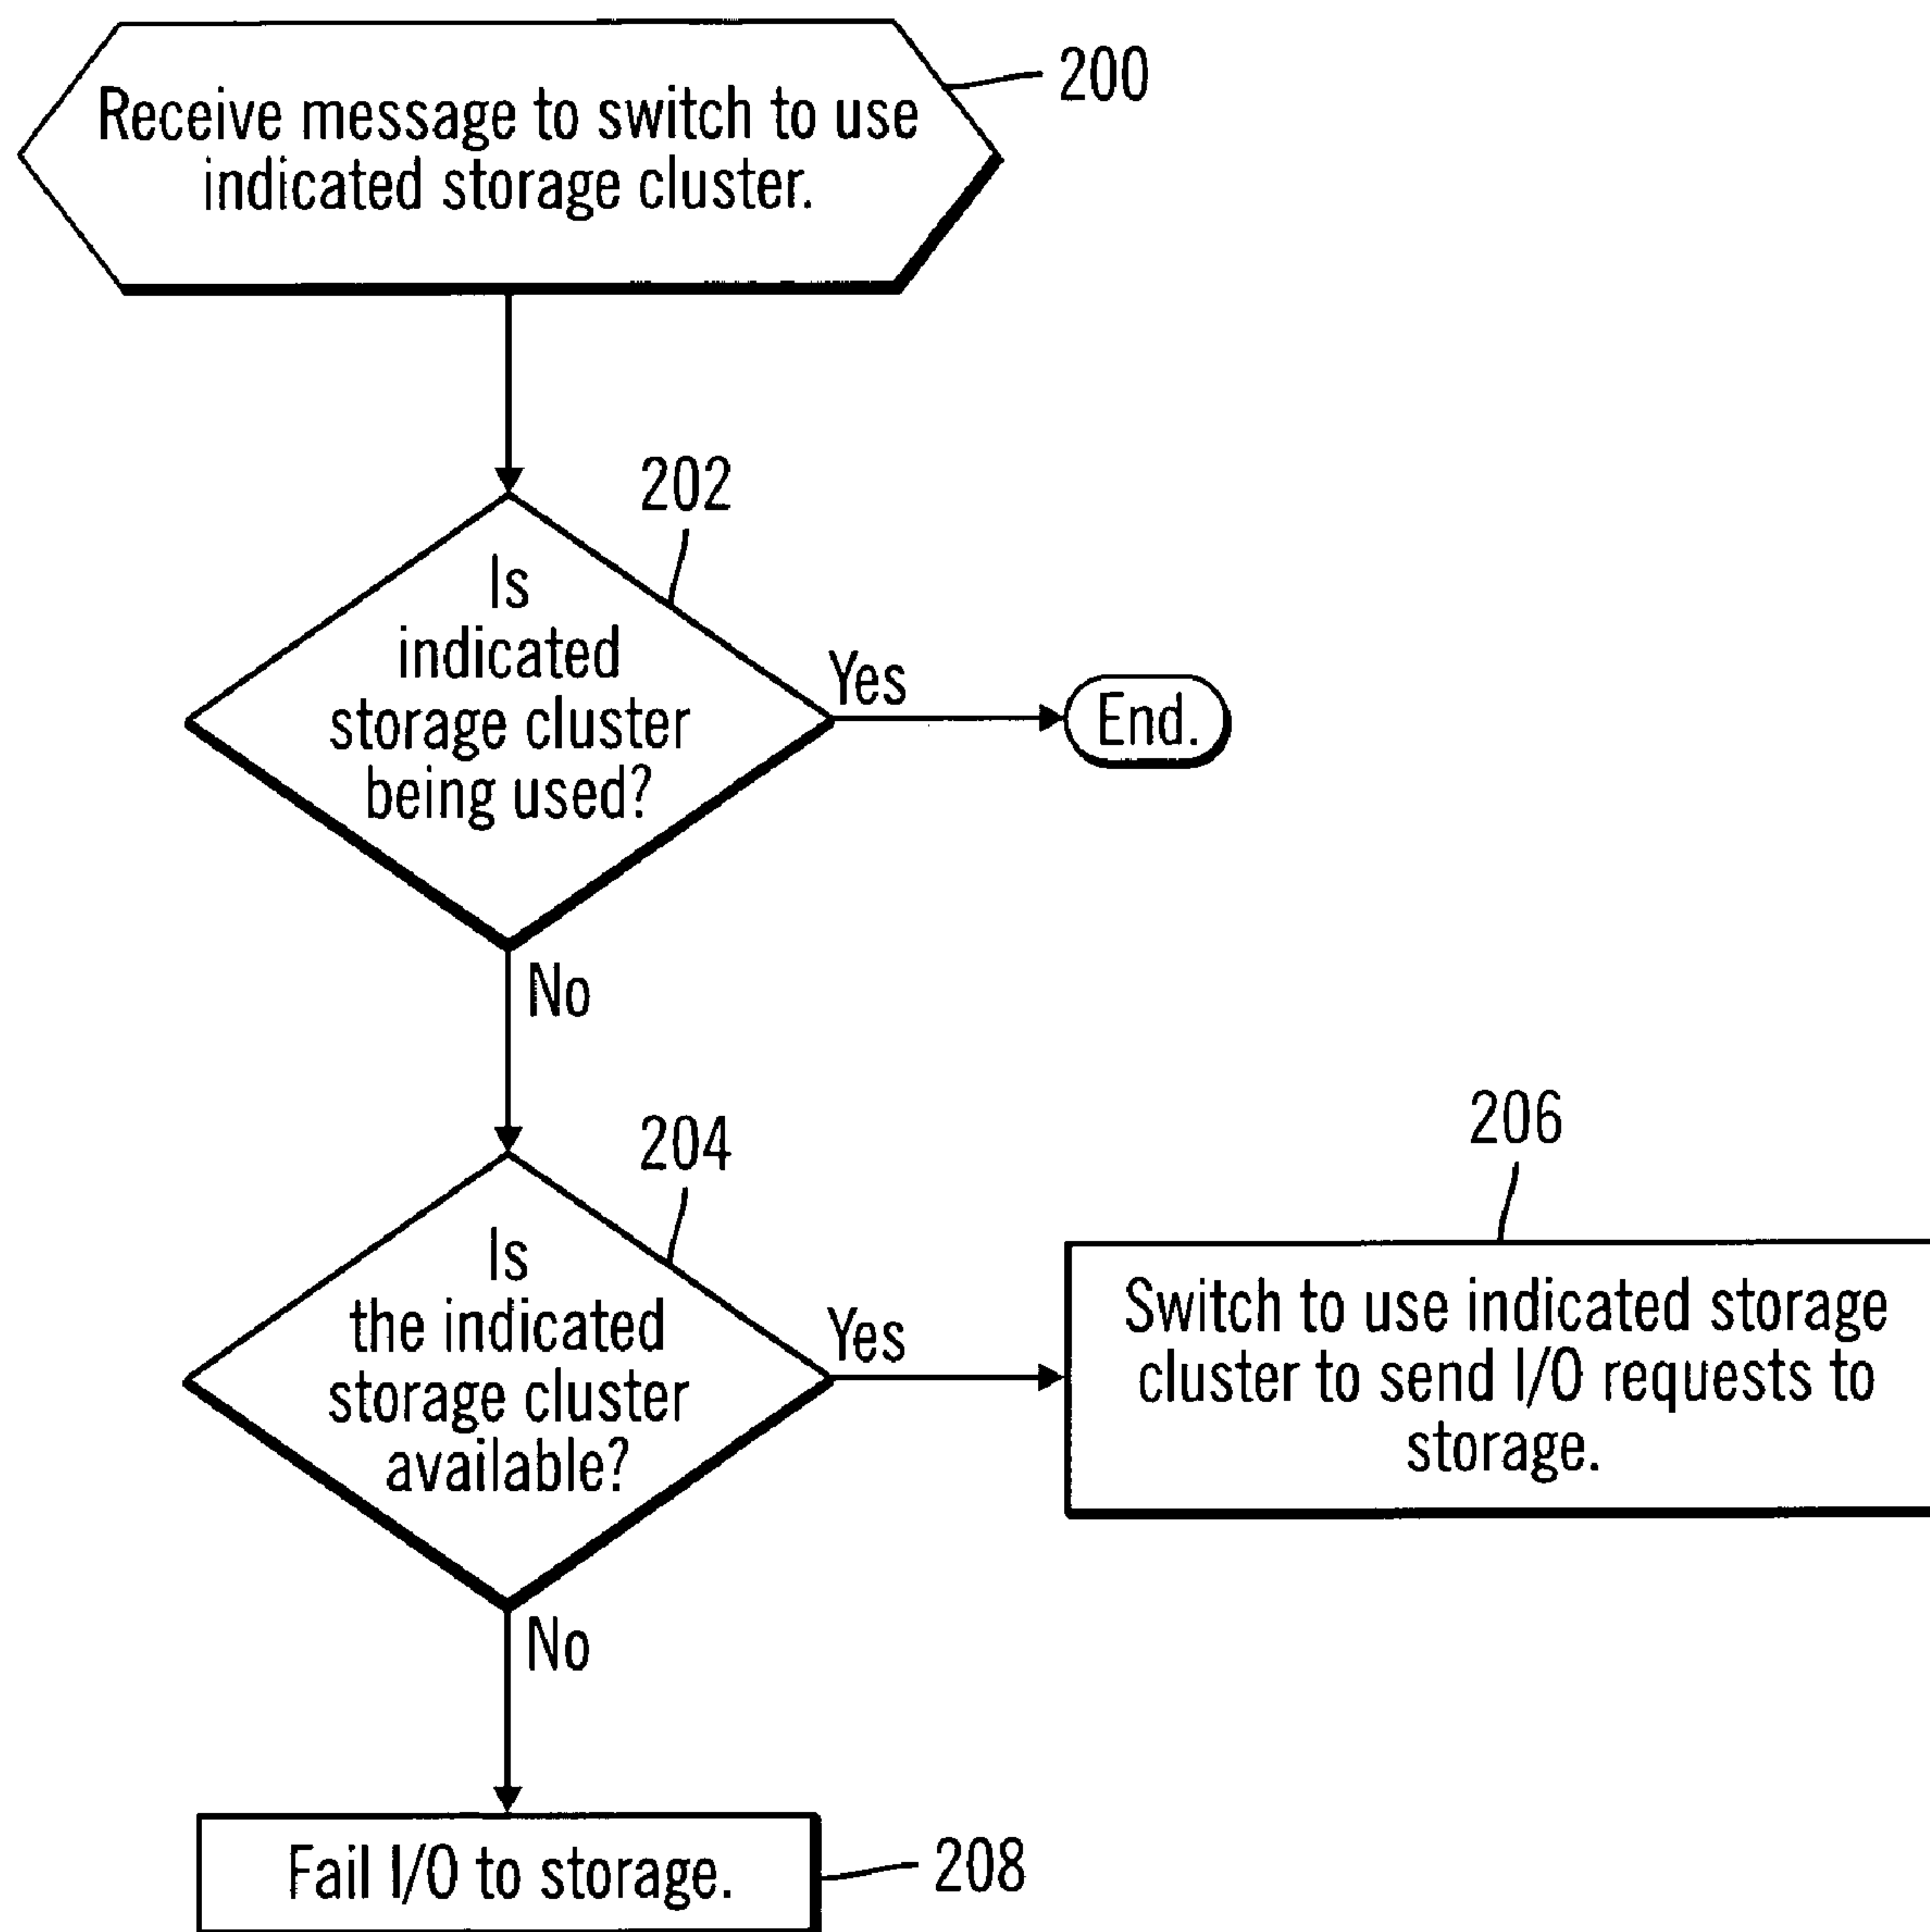 200
Receive message to switch to use
indicated storage cluster.
202
Is
indicated
storage cluster
being used?
Yes
End.
No
204
206
Is
the indicated
storage cluster
available?
Yes
Switch to use indicated storage
cluster to send I/O requests to
storage.
No
Fail I/O to storage.
208